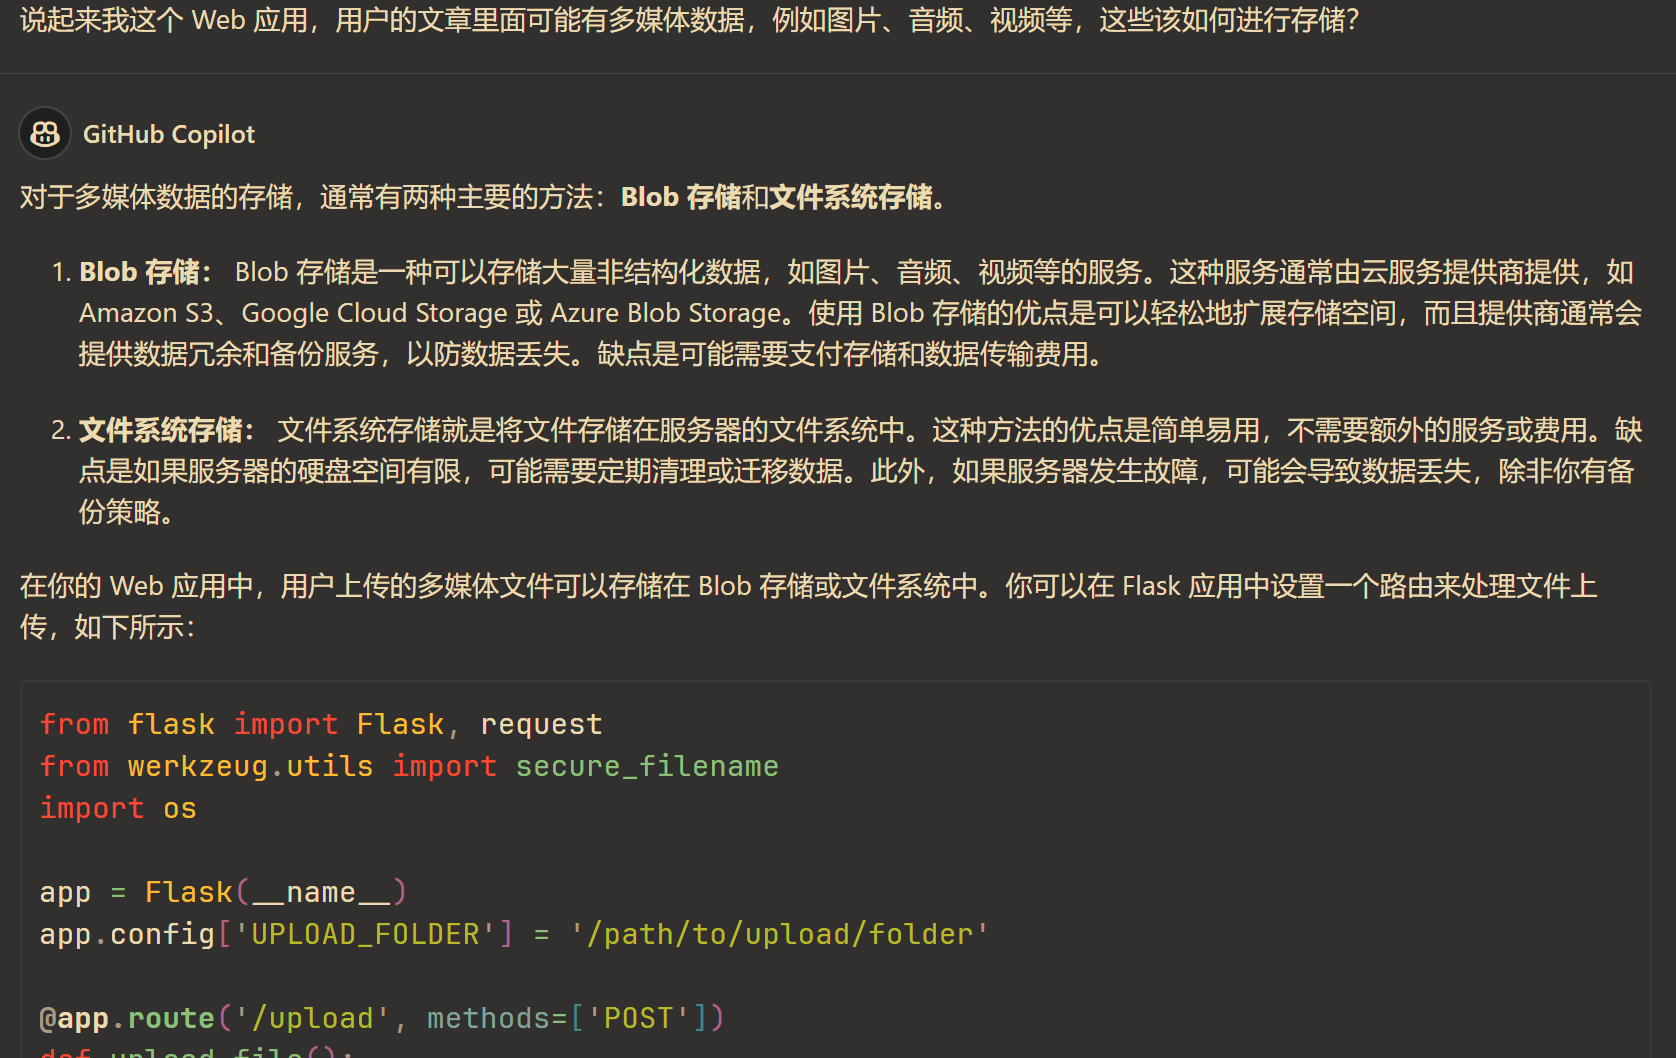 说起来我这个 Web 应用，用户的文章里面可能有多媒体数据，例如图片、音频、视频等，这些该如何进行存储？
GitHub Copilot
对于多媒体数据的存储，通常有两种主要的方法：Blob 存储和文件系统存储。
1. Blob 存储： Blob 存储是一种可以存储大量非结构化数据，如图片、音频、视频等的服务。这种服务通常由云服务提供商提供，如
Amazon S3、Google Cloud Storage 或 Azure Blob Storage。使用 Blob 存储的优点是可以轻松地扩展存储空间，而且提供商通常会
提供数据冗余和备份服务，以防数据丢失。缺点是可能需要支付存储和数据传输费用。
2. 文件系统存储： 文件系统存储就是将文件存储在服务器的文件系统中。这种方法的优点是简单易用，不需要额外的服务或费用。缺
点是如果服务器的硬盘空间有限，可能需要定期清理或迁移数据。此外，如果服务器发生故障，可能会导致数据丢失，除非你有备
份策略。
在你的 Web 应用中，用户上传的多媒体文件可以存储在 Blob 存储或文件系统中。你可以在 Flask 应用中设置一个路由来处理文件上
传，如下所示：
from flask import Flask, request
from werkzeug.utils import secure_filename
import os
app = Flask(__name__)
app.config['UPLOAD_FOLDER'] = '/path/to/upload/folder'
@app.route('/upload', methods=['POST'])
def upload_file():